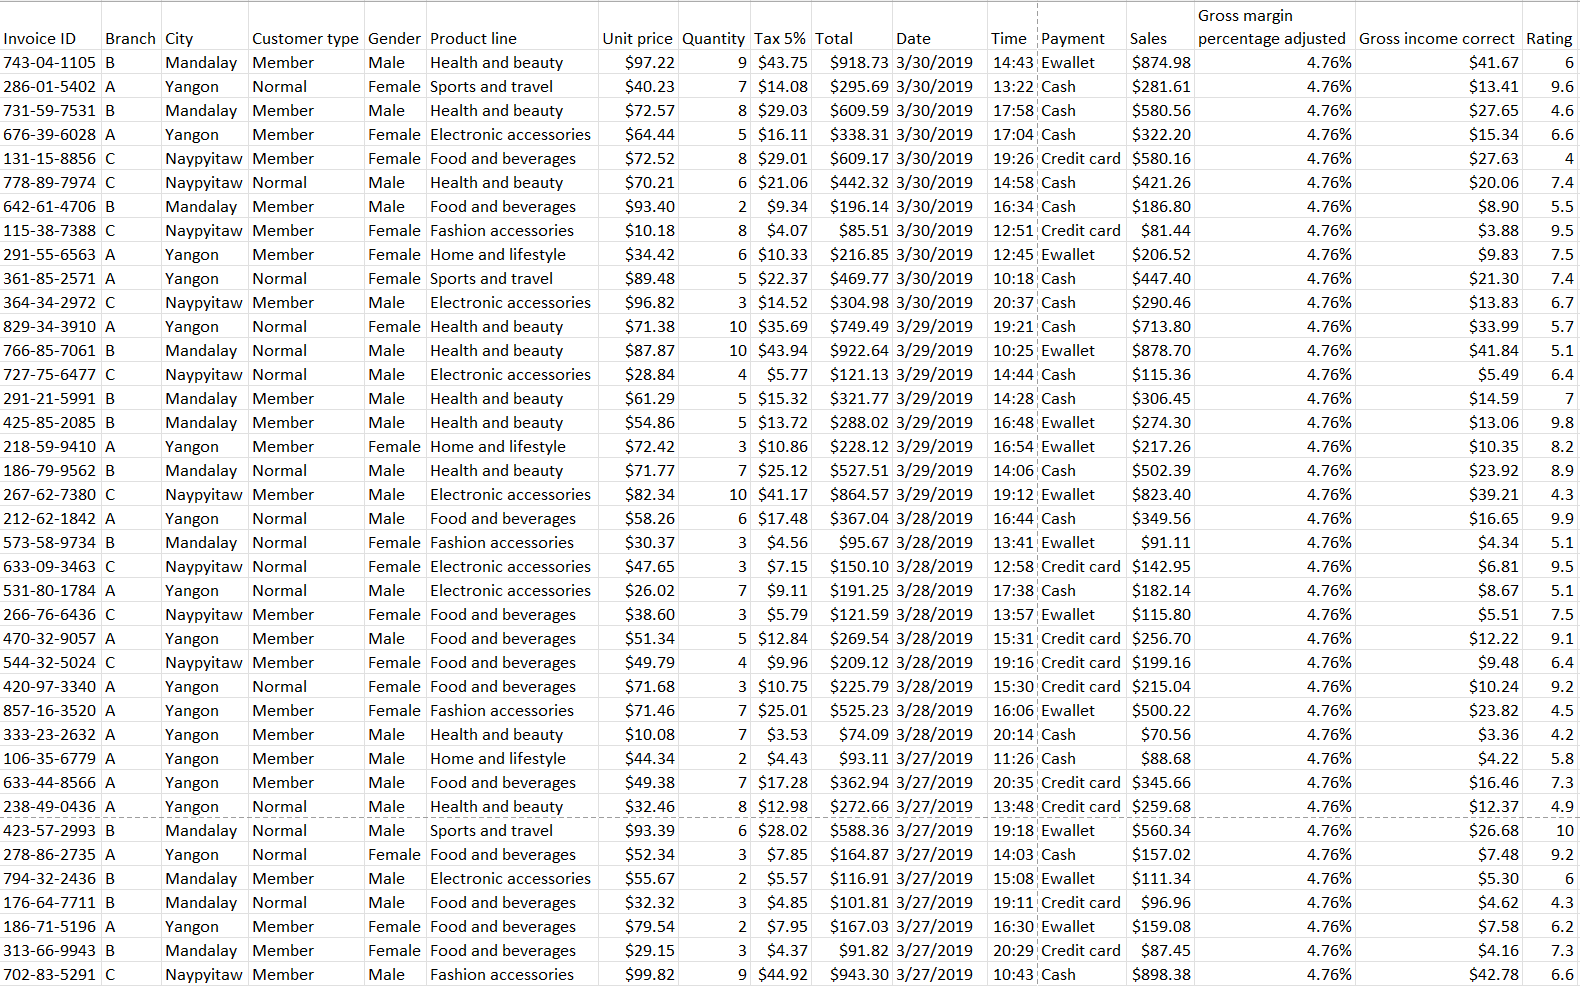 Gross margin
Invoice ID Branch City Customer type Gender Product line Unit price Quantity Tax 5% Total Date Time Payment Sales percentage adjusted Gross income correct Rating
743-04-1105 B Mandalay Member Male Health and beauty $97.22 9 $43.75 $918.73 3/30/2019 14:43 Ewallet $874.98 4.76% $41.67 6
286-01-5402 A Yangon Normal Female Sports and travel $40.23 7 $14.08 $295.69 3/30/2019 13:22 Cash $281.61 4.76% $13.41 9.6
731-59-7531 B Mandalay Member Male Health and beauty $72.57 8 $29.03 $609.59 3/30/2019 17:58 Cash $580.56 4.76% $27.65 4.6
676-39-6028 A Yangon Member Female Electronic accessories $64.44 5 $16.11 $338.31 3/30/2019 17:04 Cash $322.20 4.76% $15.34 6.6
131-15-8856 C Naypyitaw Member Female Food and beverages $72.52 8 $29.01 $609.17 3/30/2019 19:26 Credit card $580.16 4.76% $27.63 4
778-89-7974 C Naypyitaw Normal Male Health and beauty $70.21 6 $21.06 $442.32 3/30/2019 14:58 Cash $421.26 4.76% $20.06 7.4
642-61-4706 B Mandalay Member Male Food and beverages $93.40 2 $9.34 $196.14 3/30/2019 16:34 Cash $186.80 4.76% $8.90 5.5
115-38-7388 C Naypyitaw Member Female Fashion accessories $10.18 8 $4.07 $85.51 3/30/2019 12:51 Credit card $81.44 4.76% $3.88 9.5
291-55-6563 A Yangon Member Female Home and lifestyle $34.42 6 $10.33 $216.85 3/30/2019 12:45 Ewallet $206.52 4.76% $9.83 7.5
361-85-2571 A Yangon Normal Female Sports and travel $89.48 5 $22.37 $469.77 3/30/2019 10:18 Cash $447.40 4.76% $21.30 7.4
364-34-2972 C Naypyitaw Member Male Electronic accessories $96.82 3 $14.52 $304.98 3/30/2019 20:37 Cash $290.46 4.76% $13.83 6.7
829-34-3910 A Yangon Normal Female Health and beauty $71.38 10 $35.69 $749.49 3/29/2019 19:21 Cash $713.80 4.76% $33.99 5.7
766-85-7061 B Mandalay Normal Male Health and beauty $87.87 10 $43.94 $922.64 3/29/2019 10:25 Ewallet $878.70 4.76% $41.84 5.1
727-75-6477 C Naypyitaw Normal Male Electronic accessories $28.84 4 $5.77 $121.13 3/29/2019 14:44 Cash $115.36 4.76% $5.49 6.4
291-21-5991 B Mandalay Member Male Health and beauty $61.29 5 $15.32 $321.77 3/29/2019 14:28 Cash $306.45 4.76% $14.59 7
425-85-2085 B Mandalay Member Male Health and beauty $54.86 5 $13.72 $288.02 3/29/2019 16:48 Ewallet $274.30 4.76% $13.06 9.8
218-59-9410 A Yangon Member Female Home and lifestyle $72.42 3 $10.86 $228.12 3/29/2019 16:54 Ewallet $217.26 4.76% $10.35 8.2
186-79-9562 B Mandalay Normal Male Health and beauty $71.77 7 $25.12 $527.51 3/29/2019 14:06 Cash $502.39 4.76% $23.92 8.9
267-62-7380 C Naypyitaw Member Male Electronic accessories $82.34 10 $41.17 $864.57 3/29/2019 19:12 Ewallet $823.40 4.76% $39.21 4.3
212-62-1842 A Yangon Normal Male Food and beverages $58.26 6 $17.48 $367.04 3/28/2019 16:44 Cash $349.56 4.76% $16.65 9.9
573-58-9734 B Mandalay Normal Female Fashion accessories $30.37 3 $4.56 $95.67 3/28/2019 13:41 Ewallet $91.11 4.76% $4.34 5.1
633-09-3463 C Naypyitaw Normal Female Electronic accessories $47.65 3 $7.15 $150.10 3/28/2019 12:58 Credit card $142.95 4.76% $6.81 9.5
531-80-1784 A Yangon Normal Male Electronic accessories $26.02 7 $9.11 $191.25 3/28/2019 17:38 Cash $182.14 4.76% $8.67 5.1
266-76-6436 C Naypyitaw Member Female Food and beverages $38.60 3 $5.79 $121.59 3/28/2019 13:57 Ewallet $115.80 4.76% $5.51 7.5
470-32-9057 A Yangon Member Male Food and beverages $51.34 5 $12.84 $269.54 3/28/2019 15:31 Credit card $256.70 4.76% $12.22 9.1
544-32-5024 C Naypyitaw Member Female Food and beverages $49.79 4 $9.96 $209.12 3/28/2019 19:16 Credit card $199.16 4.76% $9.48 6.4
420-97-3340 A Yangon Normal Female Food and beverages $71.68 3 $10.75 $225.79 3/28/2019 15:30 Credit card $215.04 4.76% $10.24 9.2
857-16-3520 A Yangon Member Female Fashion accessories $71.46 7 $25.01 $525.23 3/28/2019 16:06 Ewallet $500.22 4.76% $23.82 4.5
333-23-2632 A Yangon Member Male Health and beauty $10.08 7 $3.53 $74.09 3/28/2019 20:14 Cash $70.56 4.76% $3.36 4.2
106-35-6779 A Yangon Member Male Home and lifestyle $44.34 2 $4.43 $93.11 3/27/2019 11:26 Cash $88.68 4.76% $4.22 5.8
633-44-8566 A Yangon Member Male Food and beverages $49.38 7 $17.28 $362.94 3/27/2019 20:35 Credit card $345.66 4.76% $16.46 7.3
238-49-0436 A Yangon Normal Male Health and beauty $32.46 8 $12.98 $272.66 3/27/2019 13:48 Credit card $259.68 4.76% $12.37 4.9
423-57-2993 B Mandalay Normal Male Sports and travel $93.39 6 $28.02 $588.36 3/27/2019 19:18 Ewallet $560.34 4.76% $26.68 10
278-86-2735 A Yangon Normal Female Food and beverages $52.34 3 $7.85 $164.87 3/27/2019 14:03 Cash $157.02 4.76% $7.48 9.2
794-32-2436 B Mandalay Member Male Electronic accessories $55.67 2 $5.57 $116.91 3/27/2019 15:08 Ewallet $111.34 4.76% $5.30 6
176-64-7711 B Mandalay Normal Male Food and beverages $32.32 3 $4.85 $101.81 3/27/2019 19:11 Credit card $96.96 4.76% $4.62 4.3
186-71-5196 A Yangon Member Female Food and beverages $79.54 2 $7.95 $167.03 3/27/2019 16:30 Ewallet $159.08 4.76% $7.58 6.2
313-66-9943 B Mandalay Member Female Food and beverages $29.15 3 $4.37 $91.82 3/27/2019 20:29 Credit card $87.45 4.76% $4.16 7.3
702-83-5291 C Naypyitaw Member Male Fashion accessories $99.82 9 $44.92 $943.30 3/27/2019 10:43 Cash $898.38 4.76% $42.78 6.6